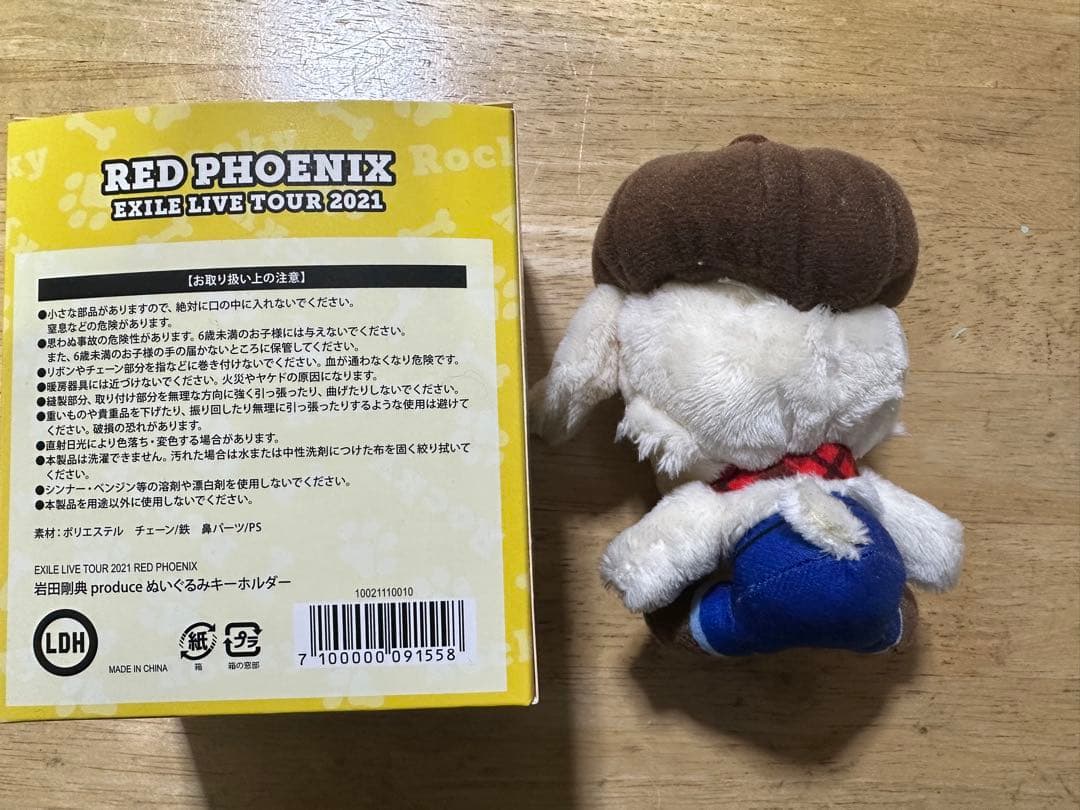 Rocky
Rocky
Rocky
RED PHOENIX
EXILE LIVE TOUR 2021
【お取り扱い上の注意】
●小さな部品がありますので、絶対に口の中に入れないでください。
窒息などの危険があります。
●思わぬ事故の危険性があります。6歳未満のお子様には与えないでください。
また、6歳未満のお子様の手の届かないところに保管してください。
●リボンやチェーン部分を指などに巻き付けないでください。血が通わなくなり危険です。
●暖房器具には近づけないでください。火災やヤケドの原因になります。
●縫製部分、取り付け部分を無理な方向に強く引っ張ったり、曲げたりしないでください。
●重いものや貴重品を下げたり、振り回したり無理に引っ張ったりするような使用は避けて
ください。破損の恐れがあります。
●直射日光により色落ち・変色する場合があります。
●本製品は洗濯できません。汚れた場合は水または中性洗剤につけた布を固く絞り拭いて
ください。
●シンナー・ベンジン等の溶剤や漂白剤を使用しないでください。
●本製品を用途以外に使用しないでください。
素材：ポリエステル　チェーン/鉄　鼻パーツ/PS
EXILE LIVE TOUR 2021 RED PHOENIX
岩田剛典 produce ぬいぐるみキーホルダー
LDH
MADE IN CHINA
紙
箱
プラ
箱の窓部
10021110010
7 100000 091558